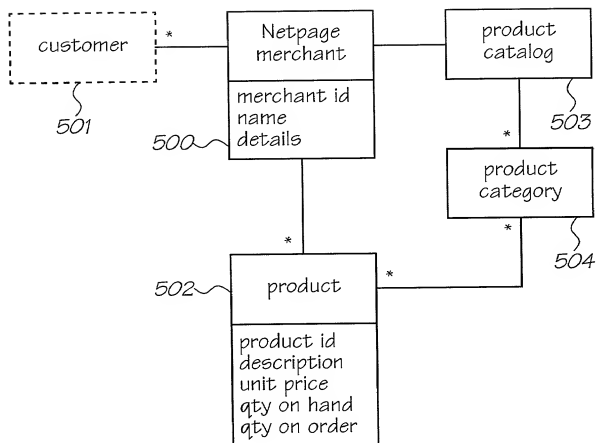 customer
*
Netpage
merchant
product
catalog
501
merchant id
name
details
500
503
*
product
category
*
*
504
502
product
*
product id
description
unit price
qty on hand
qty on order